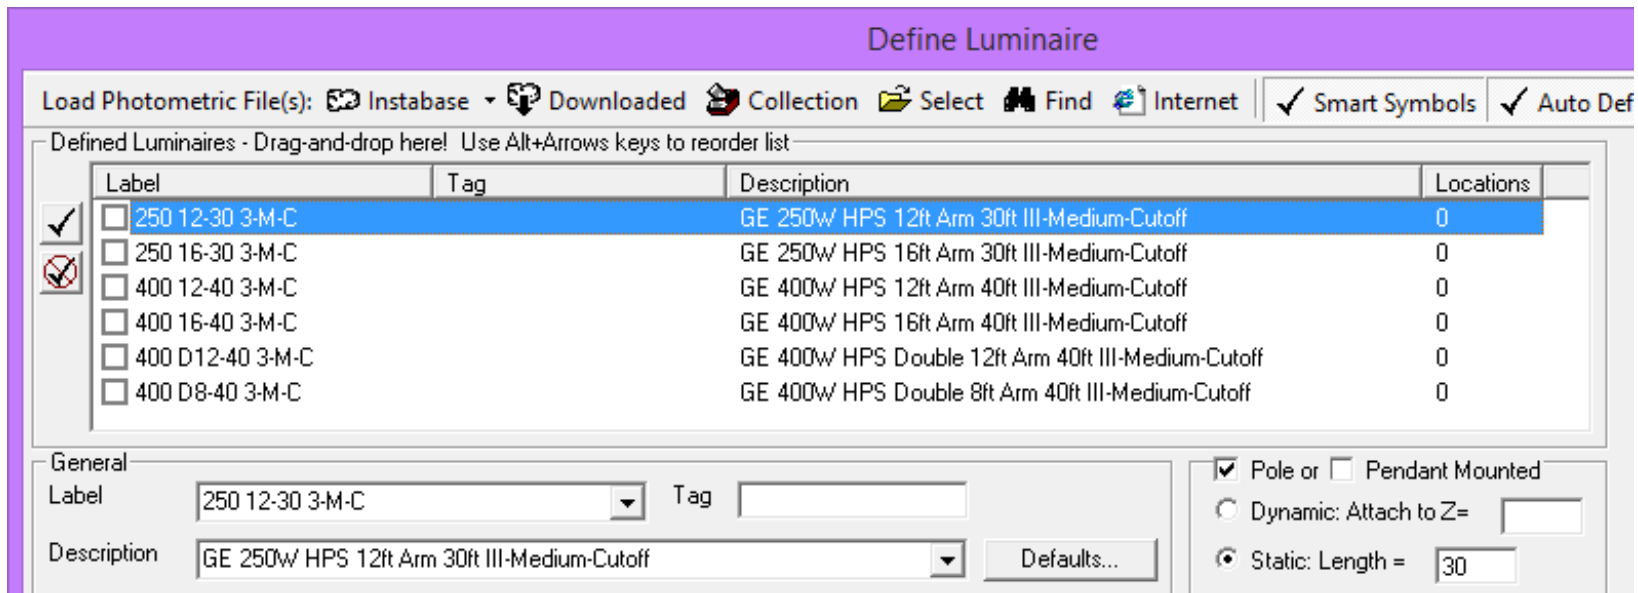 Define Luminaire
Load Photometric File(s): Instabase Downloaded Collection Select Find Internet Smart Symbols Auto Def
Defined Luminaires - Drag-and-drop here! Use Alt+Arrows keys to reorder list
Label Tag Description Locations
250 12-30 3-M-C GE 250W HPS 12ft Arm 30ft III-Medium-Cutoff 0
250 16-30 3-M-C GE 250W HPS 16ft Arm 30ft III-Medium-Cutoff 0
400 12-40 3-M-C GE 400W HPS 12ft Arm 40ft III-Medium-Cutoff 0
400 16-40 3-M-C GE 400W HPS 16ft Arm 40ft III-Medium-Cutoff 0
400 D12-40 3-M-C GE 400W HPS Double 12ft Arm 40ft III-Medium-Cutoff 0
400 D8-40 3-M-C GE 400W HPS Double 8ft Arm 40ft III-Medium-Cutoff 0
General
Label 250 12-30 3-M-C Tag
Description GE 250W HPS 12ft Arm 30ft III-Medium-Cutoff Defaults...
Pole or Pendant Mounted
Dynamic: Attach to Z=
Static: Length = 30